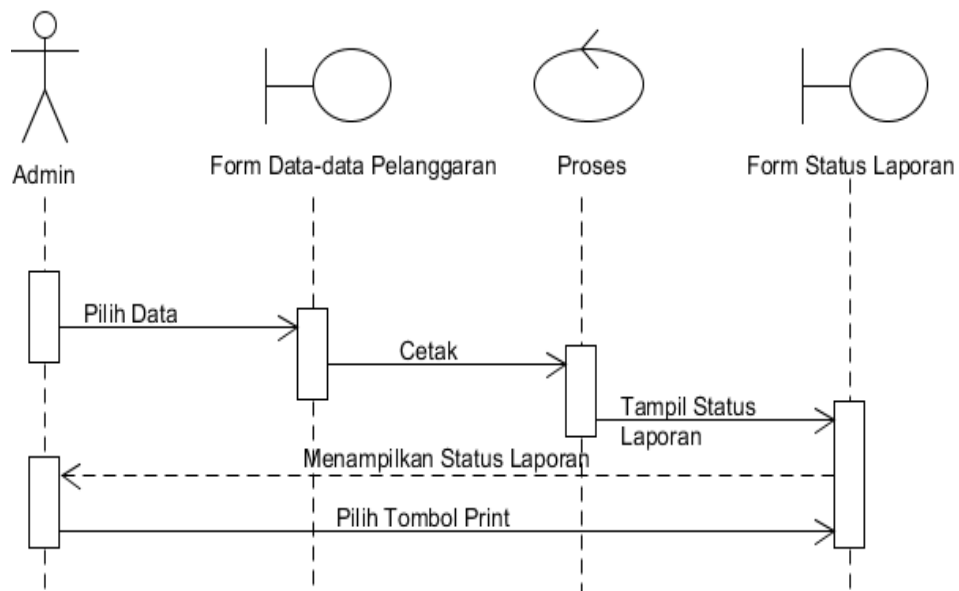 Admin
Form Data-data Pelanggaran
Proses
Form Status Laporan
Pilih Data
Cetak
Tampil Status
Laporan
Menampilkan Status Laporan
Pilih Tombol Print